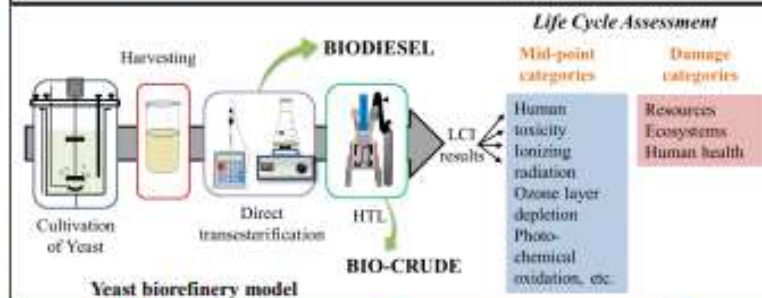 Life Cycle Assessment
Harvesting
BIODIESEL
Mid-point
categories
Damage
categories
Human
toxicity
Ionizing
radiation
Ozone layer
depletion
Photo-
chemical
oxidation, etc.
Resources
Ecosystems
Human health
LCI
results
Cultivation
of Yeast
Direct
transesterification
HTL
BIO-CRUDE
Yeast biorefinery model